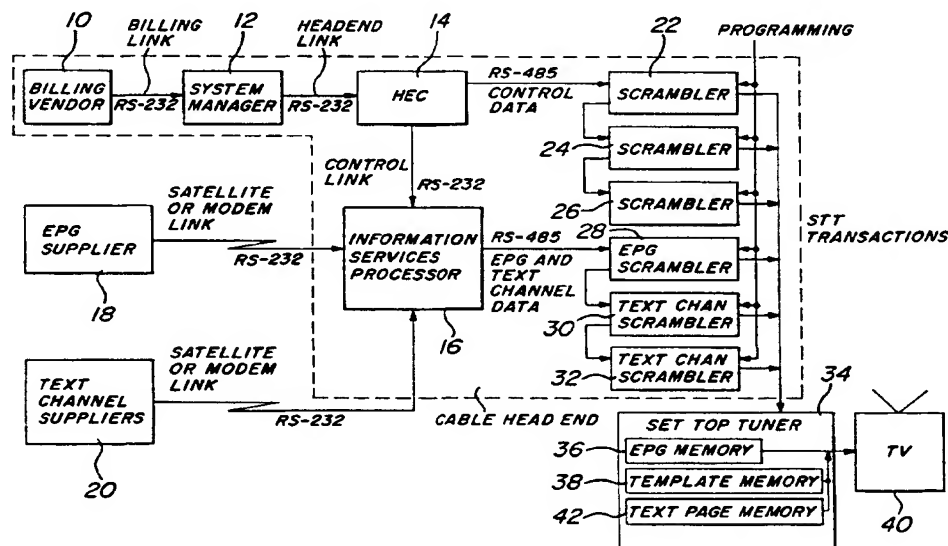 10
BILLING
LINK
12
HEADEND
LINK
14
22
PROGRAMMING
BILLING
VENDOR
RS-232
SYSTEM
MANAGER
RS-232
HEC
RS-485
CONTROL
DATA
SCRAMBLER
24
SCRAMBLER
26
SCRAMBLER
CONTROL
LINK
RS-232
STT
TRANSACTIONS
SATELLITE
OR MODEM
LINK
EPG
SUPPLIER
18
RS-232
INFORMATION
SERVICES
PROCESSOR
16
RS-485
EPG AND
TEXT
CHANNEL
DATA
28
EPG
SCRAMBLER
30
TEXT CHAN
SCRAMBLER
32
TEXT CHAN
SCRAMBLER
SATELLITE
OR MODEM
LINK
TEXT
CHANNEL
SUPPLIERS
20
RS-232
CABLE HEAD END
34
SET TOP TUNER
36
EPG MEMORY
38
TEMPLATE MEMORY
42
TEXT PAGE MEMORY
TV
40